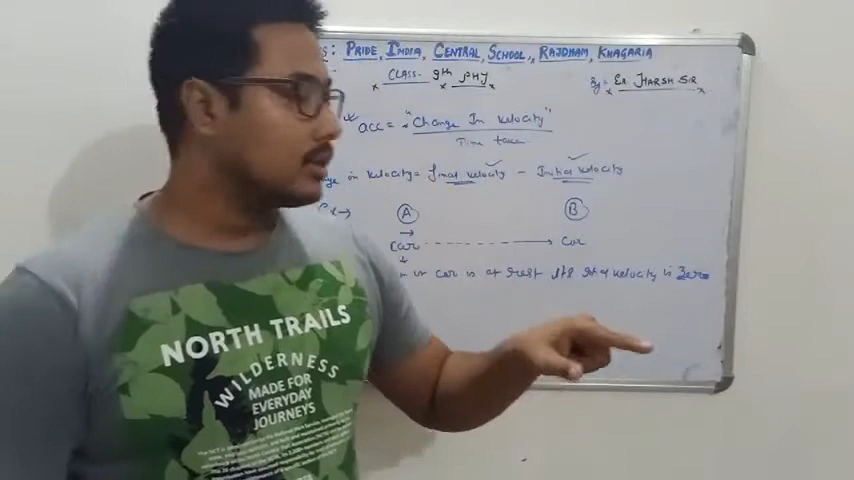 : PRIDE INDIA CENTRAL SCHOOL, RAJDHAM, KHAGARIA
CLASS- 9th PHY
By= Er. HARSH SIR
acc = "Change In velocity"
Time taken
in velocity = final velocity - Initial velocity
Ex →
A
B
Car
Car
car is at rest its velocity is Zero
NORTH TRAILS
WILDERNESS
MADE FOR
EVERYDAY
JOURNEYS